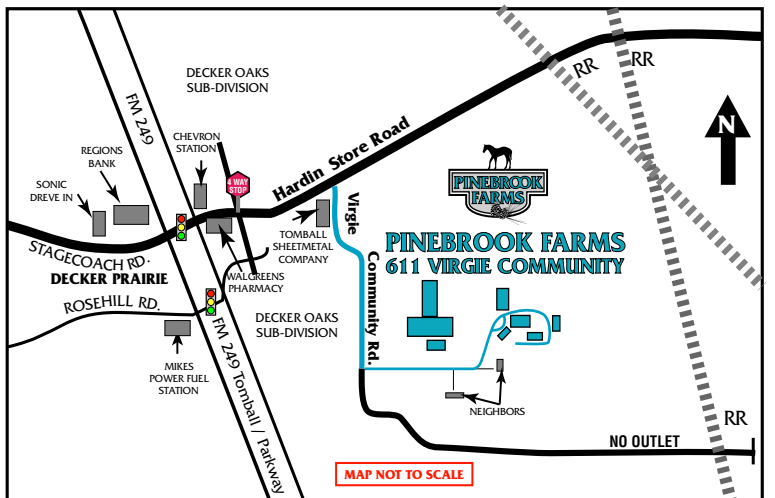 DECKER OAKS
SUB-DIVISION
RR
RR
FM 249
CHEVRON
STATION
REGIONS
BANK
SONIC
DREVE IN
4 WAY
STOP
Hardin Store Road
N
PINEBROOK
FARMS
Virgie
Community Rd.
TOMBALL
SHEETMETAL
COMPANY
PINEBROOK FARMS
611 VIRGIE COMMUNITY
STAGECOACH RD.
DECKER PRAIRIE
WALGREENS
PHARMACY
ROSEHILL RD.
DECKER OAKS
SUB-DIVISION
FM 249 Tomball / Parkway
MIKES
POWER FUEL
STATION
NEIGHBORS
RR
NO OUTLET
MAP NOT TO SCALE